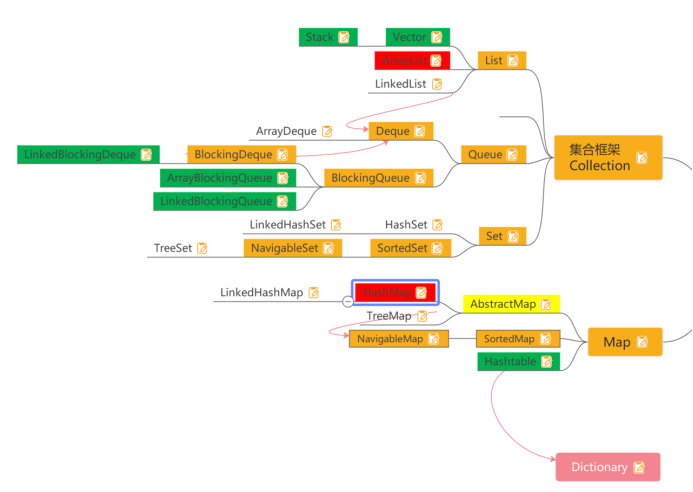 Stack
Vector
ArrayList
List
LinkedList
ArrayDeque
Deque
LinkedBlockingDeque
BlockingDeque
Queue
集合框架
Collection
ArrayBlockingQueue
BlockingQueue
LinkedBlockingQueue
LinkedHashSet
HashSet
Set
TreeSet
NavigableSet
SortedSet
LinkedHashMap
HashMap
AbstractMap
TreeMap
NavigableMap
SortedMap
Map
Hashtable
Dictionary